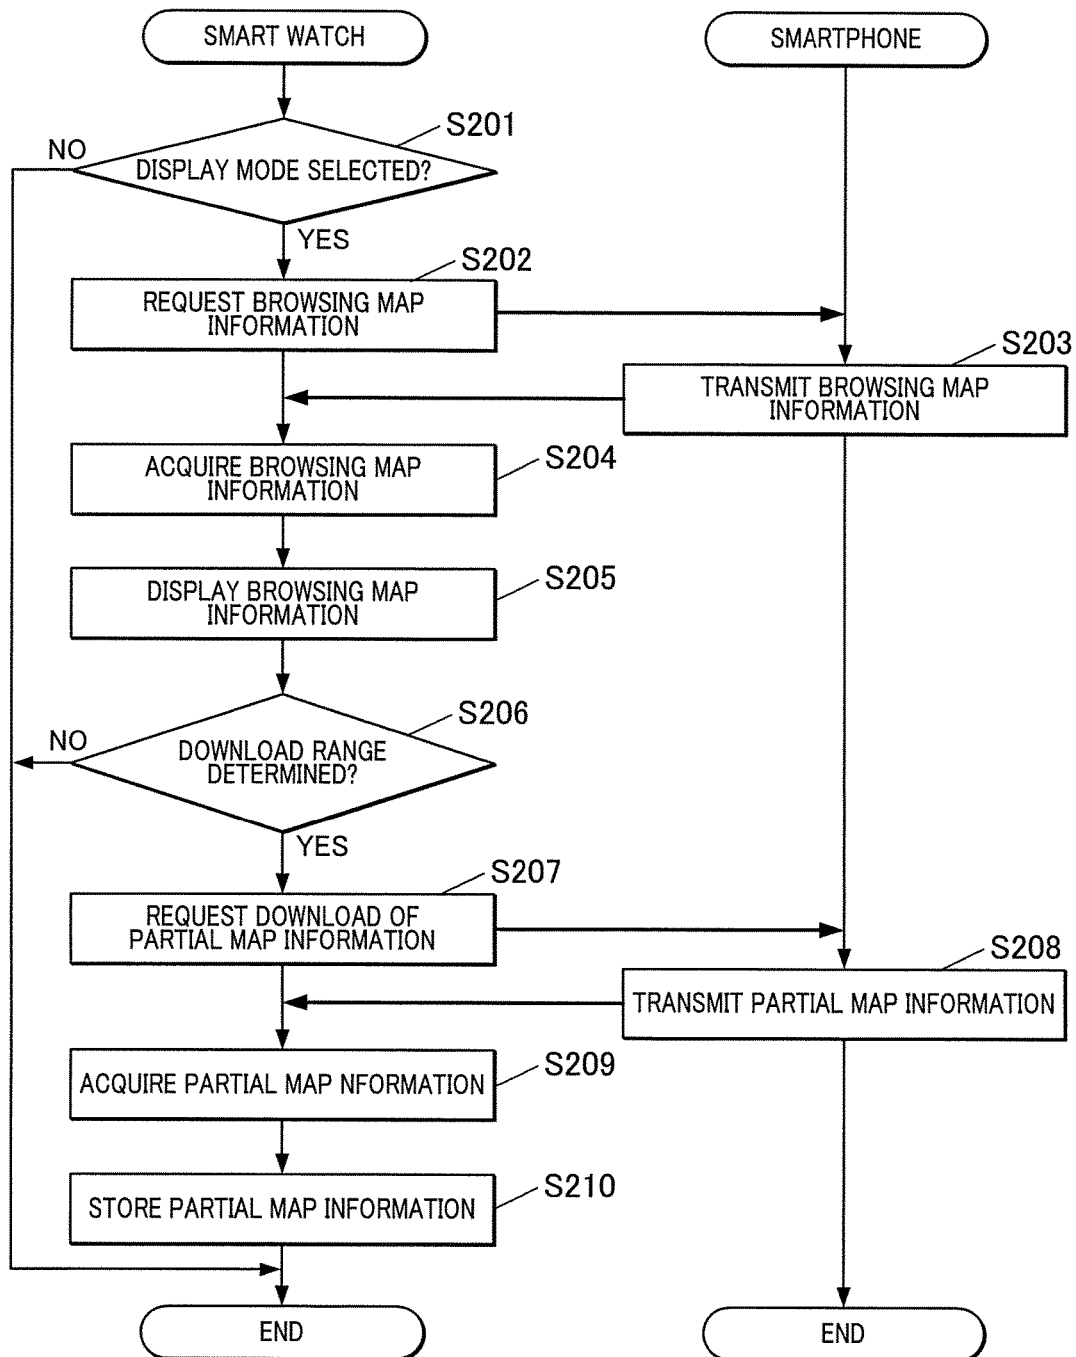 SMART WATCH
SMARTPHONE
S201
NO
DISPLAY MODE SELECTED?
YES
S202
REQUEST BROWSING MAP
INFORMATION
S203
TRANSMIT BROWSING MAP
INFORMATION
ACQUIRE BROWSING MAP
INFORMATION
S204
DISPLAY BROWSING MAP
INFORMATION
S205
S206
NO
DOWNLOAD RANGE
DETERMINED?
YES
S207
REQUEST DOWNLOAD OF
PARTIAL MAP INFORMATION
S208
TRANSMIT PARTIAL MAP INFORMATION
ACQUIRE PARTIAL MAP NFORMATION
S209
STORE PARTIAL MAP INFORMATION
S210
END
END